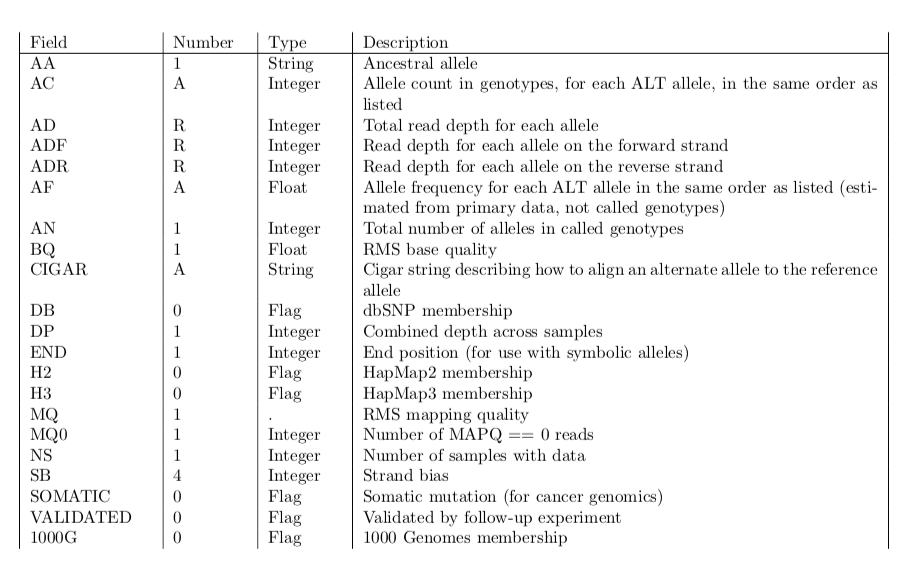 Field Number Type Description
AA 1 String Ancestral allele
AC A Integer Allele count in genotypes, for each ALT allele, in the same order as
listed
AD R Integer Total read depth for each allele
ADF R Integer Read depth for each allele on the forward strand
ADR R Integer Read depth for each allele on the reverse strand
AF A Float Allele frequency for each ALT allele in the same order as listed (esti-
mated from primary data, not called genotypes)
AN 1 Integer Total number of alleles in called genotypes
BQ 1 Float RMS base quality
CIGAR A String Cigar string describing how to align an alternate allele to the reference
allele
DB 0 Flag dbSNP membership
DP 1 Integer Combined depth across samples
END 1 Integer End position (for use with symbolic alleles)
H2 0 Flag HapMap2 membership
H3 0 Flag HapMap3 membership
MQ 1 . RMS mapping quality
MQ0 1 Integer Number of MAPQ == 0 reads
NS 1 Integer Number of samples with data
SB 4 Integer Strand bias
SOMATIC 0 Flag Somatic mutation (for cancer genomics)
VALIDATED 0 Flag Validated by follow-up experiment
1000G 0 Flag 1000 Genomes membership